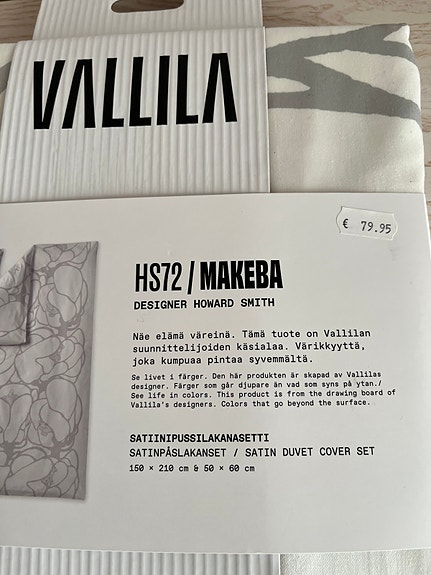 VALLILA
€ 79.95
HS72 / MAKEBA
DESIGNER HOWARD SMITH
Näe elämä väreinä. Tämä tuote on Vallilan
suunnittelijoiden käsialaa. Värikkyyttä,
joka kumpuaa pintaa syvemmältä.
Se livet i färger. Den här produkten är skapad av Vallilas
designer. Färger som går djupare än vad som syns på ytan./
See life in colors. This product is from the drawing board of
Vallila's designers. Colors that go beyond the surface.
SATIINIPUSSILAKANASETTI
SATINPÅSLAKANSET / SATIN DUVET COVER SET
150 × 210 cm & 50 × 60 cm